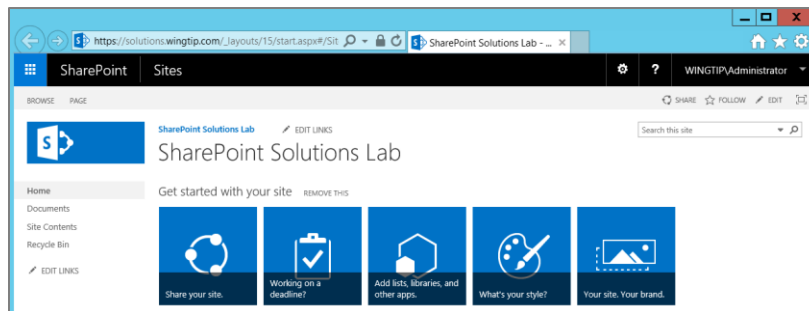 https://solutions.wingtip.com/_layouts/15/start.aspx#/Sit
SharePoint Solutions Lab - ...
SharePoint
Sites
?
WINGTIP\Administrator
BROWSE
PAGE
SHARE
FOLLOW
EDIT
S
SharePoint Solutions Lab
EDIT LINKS
Search this site
SharePoint Solutions Lab
Get started with your site
REMOVE THIS
Home
Documents
Site Contents
Recycle Bin
EDIT LINKS
Share your site.
Working on a
deadline?
Add lists, libraries, and
other apps.
What's your style?
Your site. Your brand.